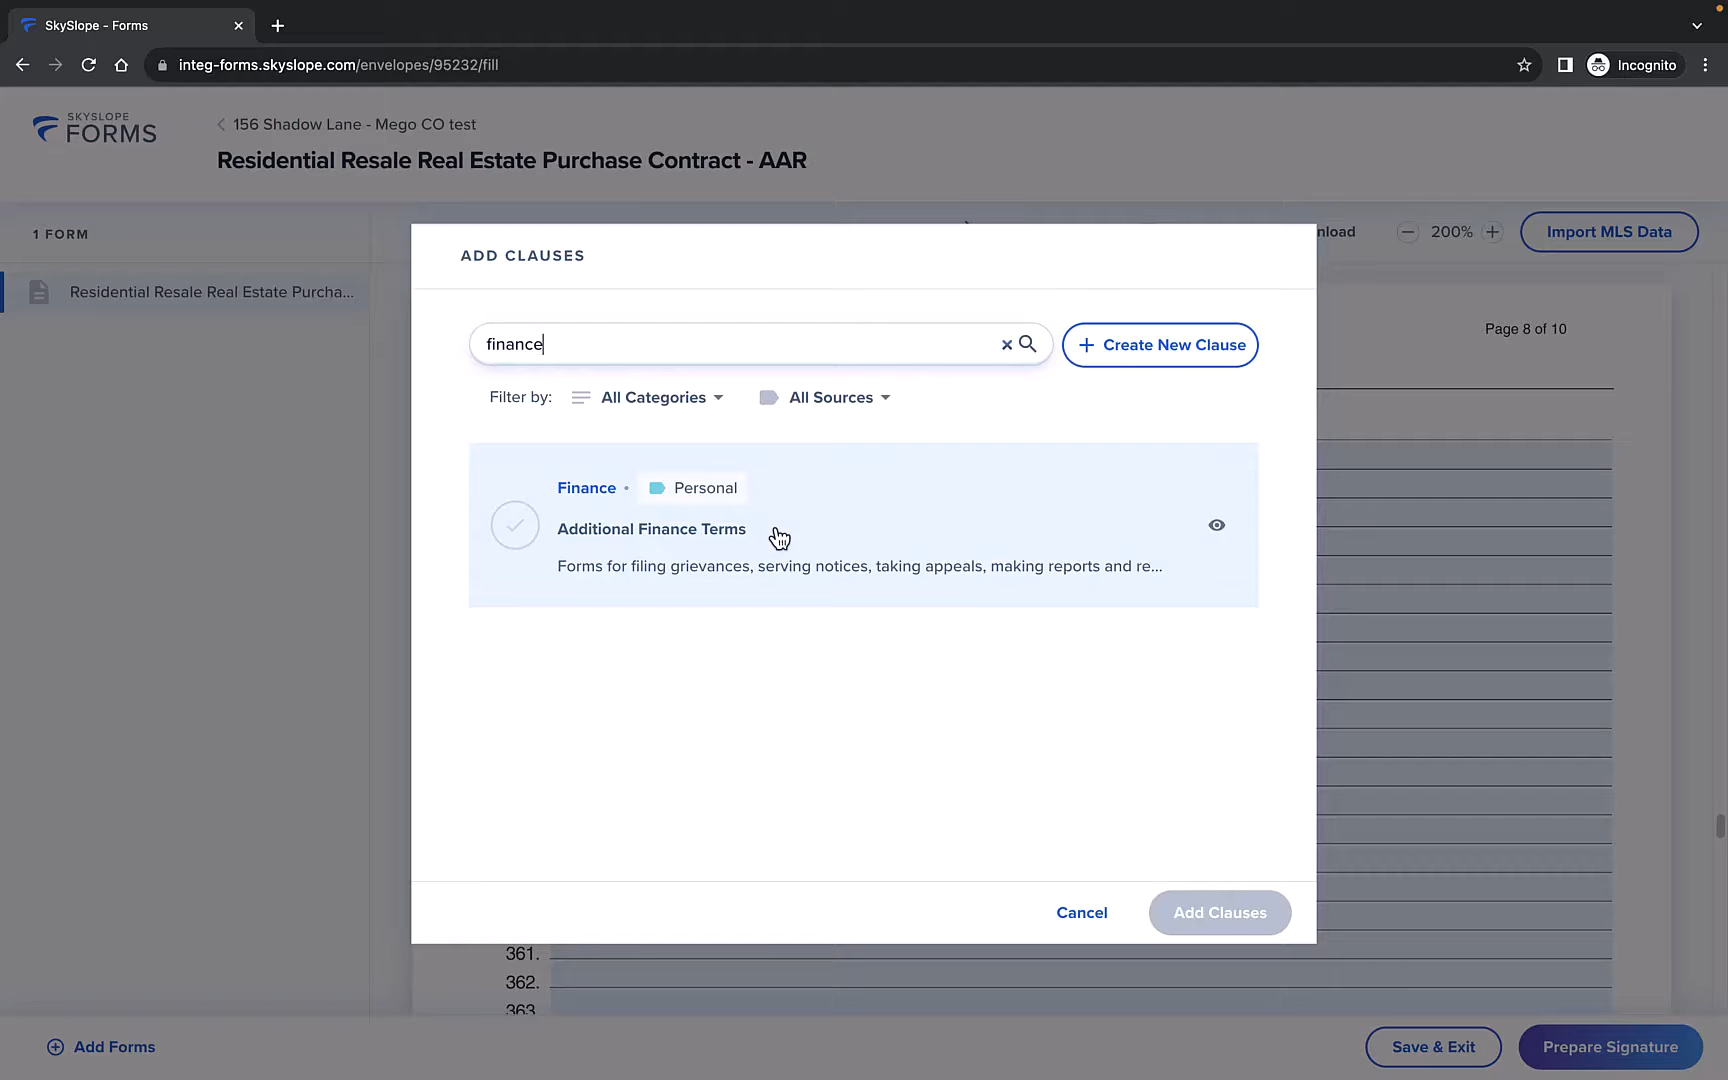 SkySlope - Forms
integ-forms.skyslope.com/envelopes/95232/fill
Incognito
SKYSLOPE
FORMS
156 Shadow Lane - Mego CO test
Residential Resale Real Estate Purchase Contract - AAR
1 FORM
nload
200%
Import MLS Data
Residential Resale Real Estate Purcha...
Page 8 of 10
ADD CLAUSES
finance
Create New Clause
Filter by:
All Categories
All Sources
Finance • Personal
Additional Finance Terms
Forms for filing grievances, serving notices, taking appeals, making reports and re...
Cancel
Add Clauses
361.
362.
363
Add Forms
Save & Exit
Prepare Signature